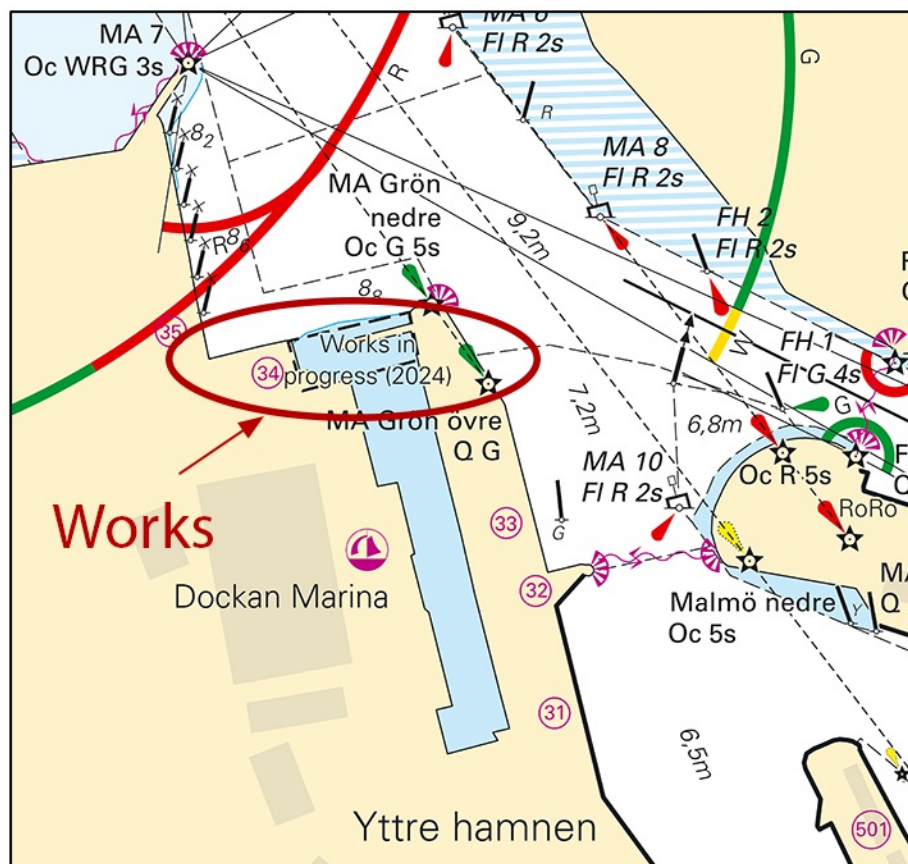 MA 7
Oc WRG 3s
MA 6
Fl R 2s
R
G
R
MA 8
Fl R 2s
8₂
MA Grön
nedre
Oc G 5s
9,2m
FH 2
Fl R 2s
R
8₆
35
Works in
progress (2024)
34
FH 1
Fl G 4s
7,2m
G
6,8m
MA Grön övre
Q G
MA 10
Fl R 2s
Oc R 5s
RoRo
Works
33
G
Dockan Marina
32
Malmö nedre
Oc 5s
Y
MA
Q
31
6,5m
Yttre hamnen
501